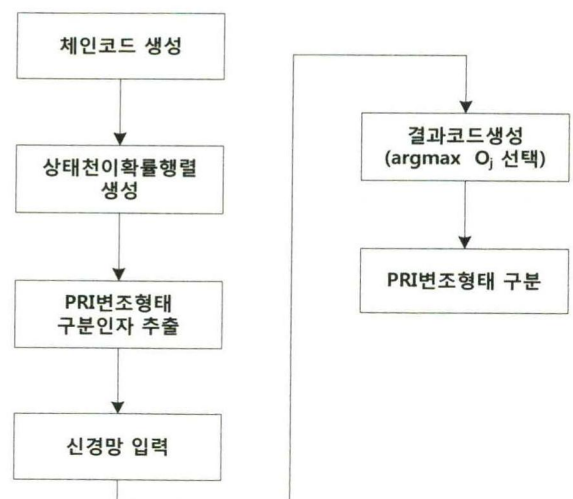 체인코드 생성
상태천이확률행렬
생성
PRI변조형태
구분인자 추출
신경망 입력
결과코드생성
(argmax Oj 선택)
PRI변조형태 구분